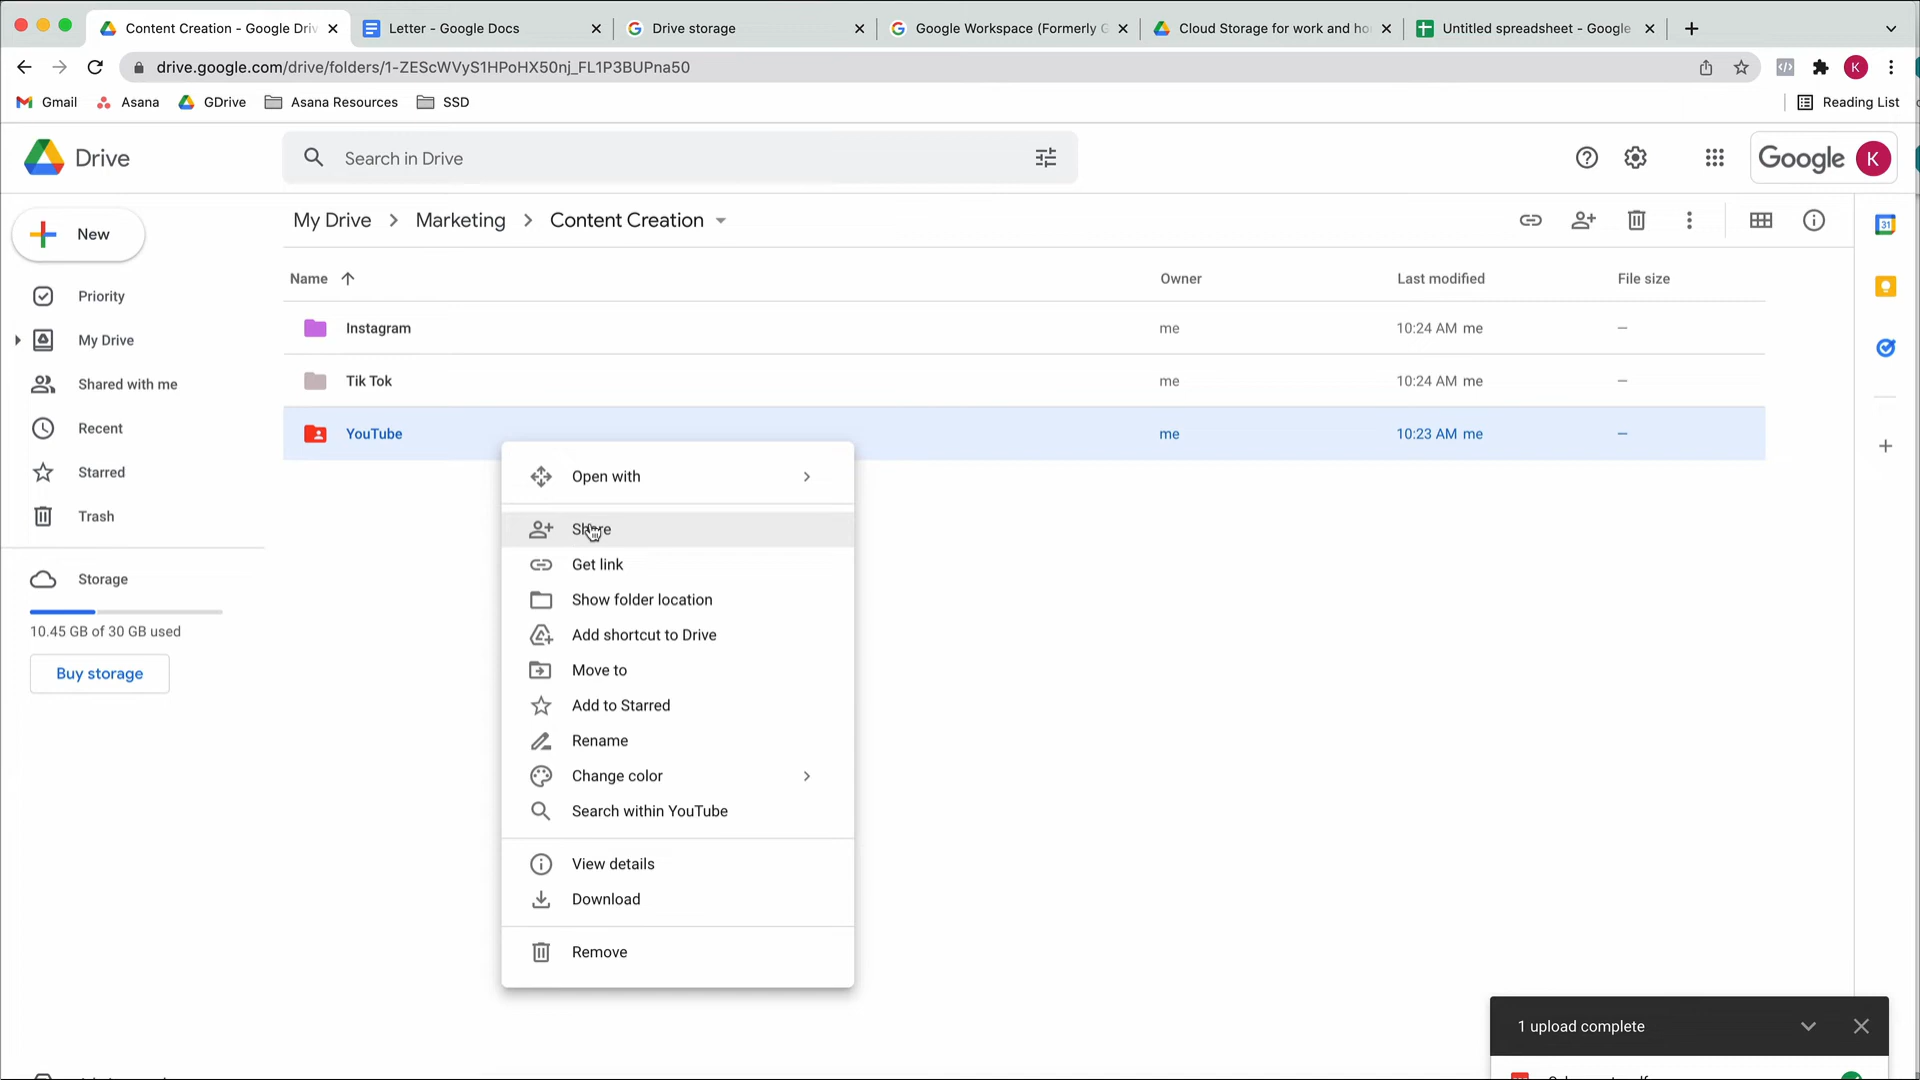 Content Creation - Google Driv
Letter - Google Docs
Drive storage
Google Workspace (Formerly G
Cloud Storage for work and ho
Untitled spreadsheet - Google
drive.google.com/drive/folders/1-ZEScWVyS1HPoHX50nj_FL1P3BUPna50
K
Gmail
Asana
GDrive
Asana Resources
SSD
Reading List
Drive
Search in Drive
Google
K
New
My Drive
Marketing
Content Creation
31
Name
Owner
Last modified
File size
Priority
Instagram
me
10:24 AM me
–
My Drive
Tik Tok
me
10:24 AM me
–
Shared with me
YouTube
me
10:23 AM me
–
Recent
Starred
Trash
Storage
10.45 GB of 30 GB used
Buy storage
Open with
Share
Get link
Show folder location
Add shortcut to Drive
Move to
Add to Starred
Rename
Change color
Search within YouTube
View details
Download
Remove
1 upload complete